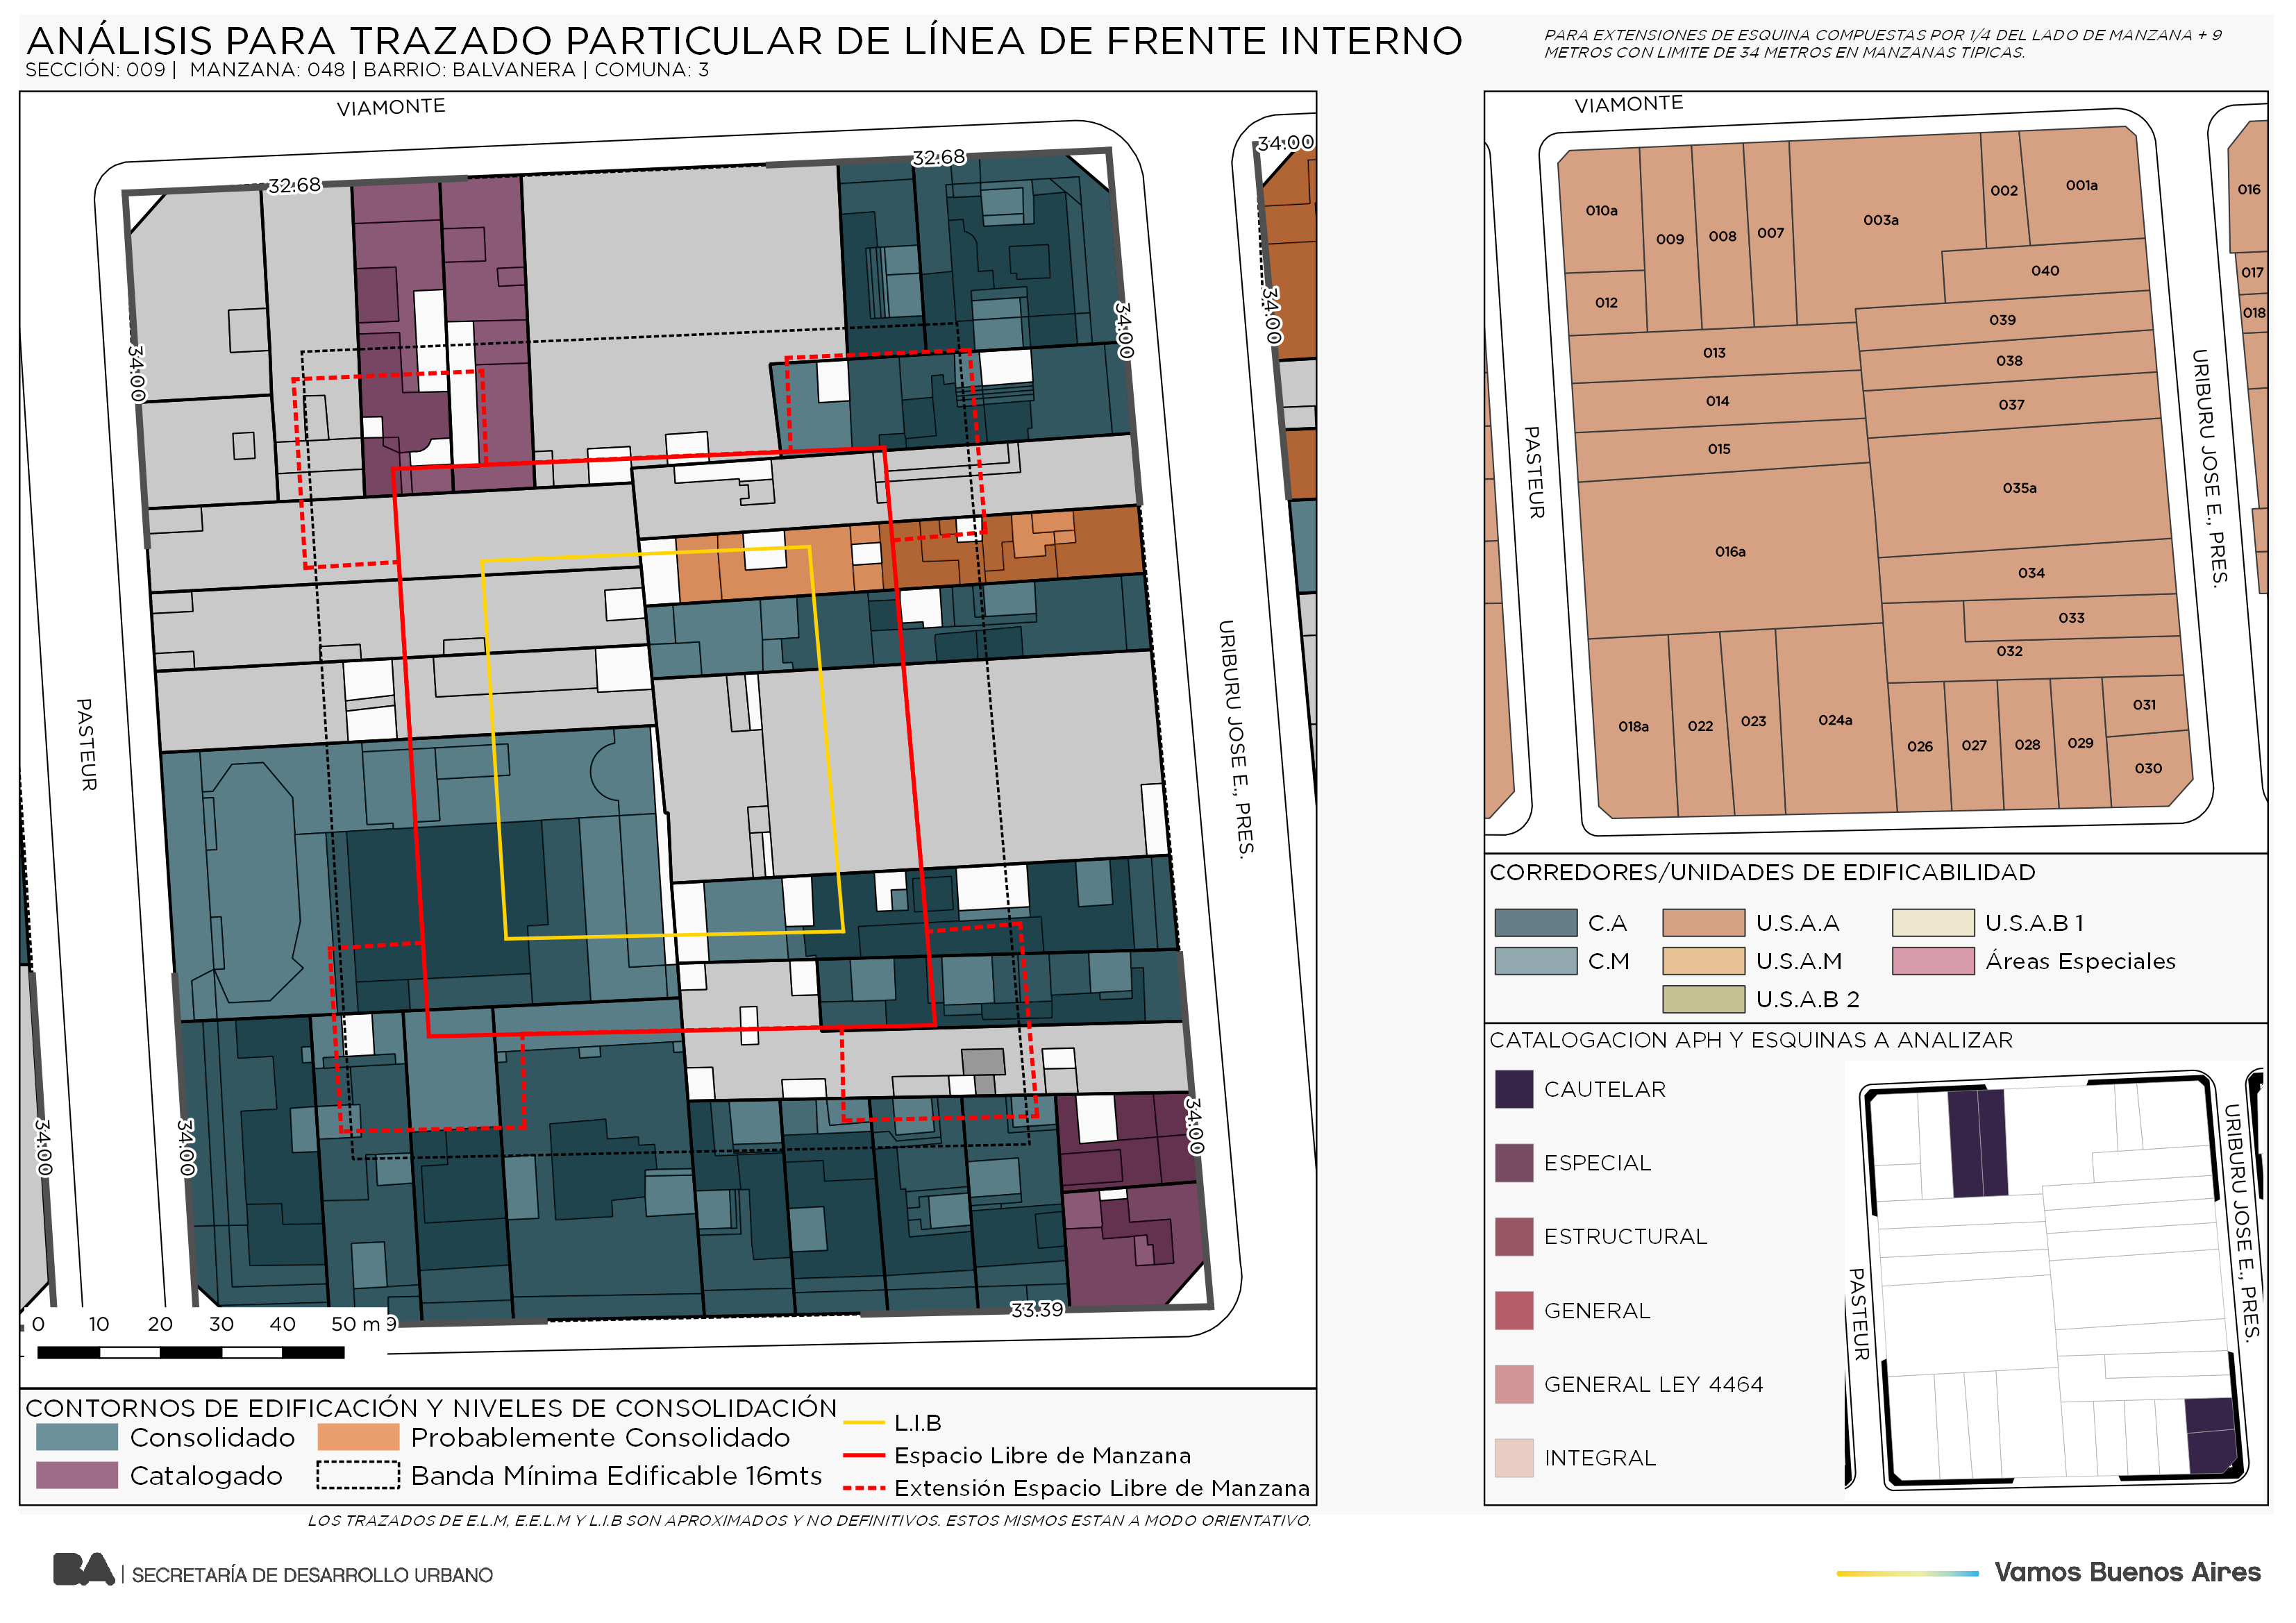 ANÁLISIS PARA TRAZADO PARTICULAR DE LÍNEA DE FRENTE INTERNO
SECCIÓN: 009 | MANZANA: 048 | BARRIO: BALVANERA | COMUNA: 3
PARA EXTENSIONES DE ESQUINA COMPUESTAS POR 1/4 DEL LADO DE MANZANA + 9
METROS CON LIMITE DE 34 METROS EN MANZANAS TIPICAS.
VIAMONTE
32.68
32.68
34:00
34:00
34:00
34:00
PASTEUR
URIBURU JOSE E., PRES.
34:00
34:00
34:00
33.39
0 10 20 30 40 50 m 9
CONTORNOS DE EDIFICACIÓN Y NIVELES DE CONSOLIDACIÓN
Consolidado
Probablemente Consolidado
Catalogado
Banda Mínima Edificable 16mts
L.I.B
Espacio Libre de Manzana
Extensión Espacio Libre de Manzana
LOS TRAZADOS DE E.L.M, E.E.L.M Y L.I.B SON APROXIMADOS Y NO DEFINITIVOS. ESTOS MISMOS ESTAN A MODO ORIENTATIVO.
VIAMONTE
010a
009
008
007
003a
002
001a
016
012
040
017
018
039
013
038
014
037
015
035a
016a
034
033
032
018a
022
023
024a
026
027
028
029
031
030
PASTEUR
URIBURU JOSE E., PRES.
CORREDORES/UNIDADES DE EDIFICABILIDAD
C.A
U.S.A.A
U.S.A.B 1
C.M
U.S.A.M
Áreas Especiales
U.S.A.B 2
CATALOGACION APH Y ESQUINAS A ANALIZAR
CAUTELAR
ESPECIAL
ESTRUCTURAL
GENERAL
GENERAL LEY 4464
INTEGRAL
PASTEUR
URIBURU JOSE E., PRES.
BA | SECRETARÍA DE DESARROLLO URBANO
Vamos Buenos Aires